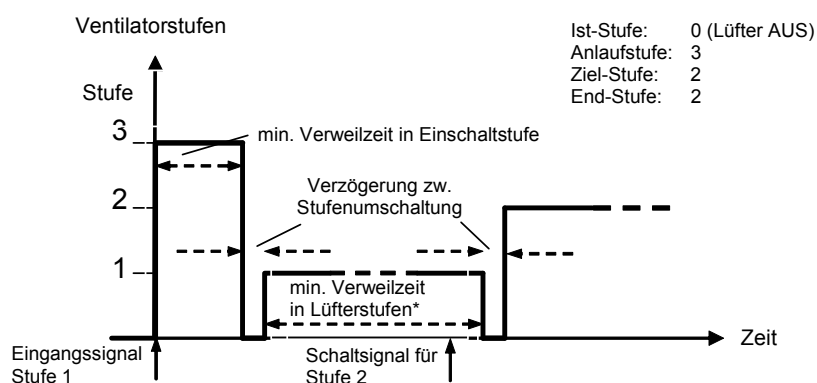 Ventilatorstufen
Ist-Stufe: 0 (Lüfter AUS)
Anlaufstufe: 3
Ziel-Stufe: 2
End-Stufe: 2
Stufe
3
min. Verweilzeit in Einschaltstufe
Verzögerung zw.
Stufenumschaltung
2
1
min. Verweilzeit
in Lüfterstufen*
Zeit
Eingangssignal
Stufe 1
Schaltsignal für
Stufe 2